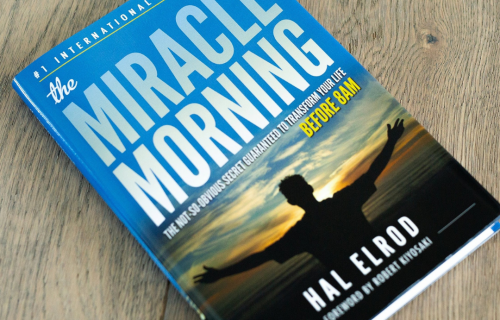 #1 INTERNATIONAL
the
MIRACLE
MORNING
THE NOT-SO-OBVIOUS SECRET GUARANTEED TO TRANSFORM YOUR LIFE
BEFORE 8AM
HAL ELROD
FOREWORD BY ROBERT KIYOSAKI